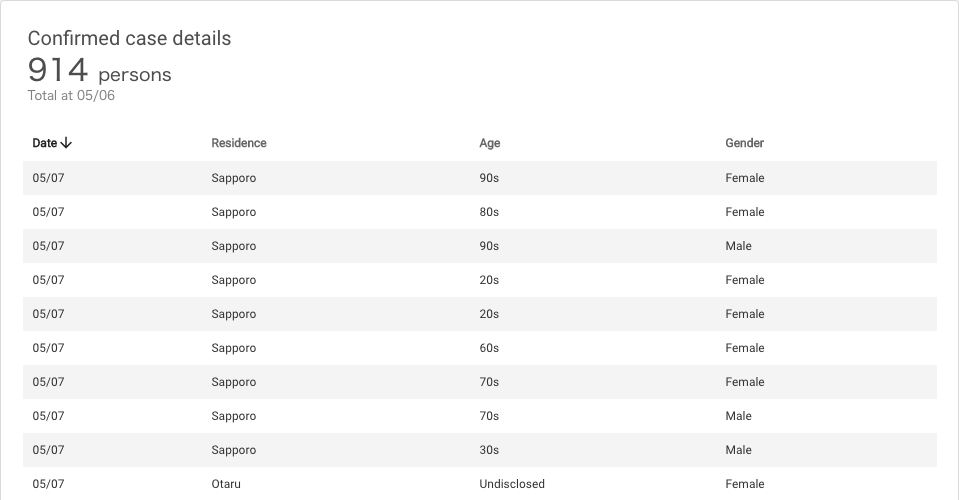 Confirmed case details
914 persons
Total at 05/06
Date Residence Age Gender
05/07 Sapporo 90s Female
05/07 Sapporo 80s Female
05/07 Sapporo 90s Male
05/07 Sapporo 20s Female
05/07 Sapporo 20s Female
05/07 Sapporo 60s Female
05/07 Sapporo 70s Female
05/07 Sapporo 70s Male
05/07 Sapporo 30s Male
05/07 Otaru Undisclosed Female